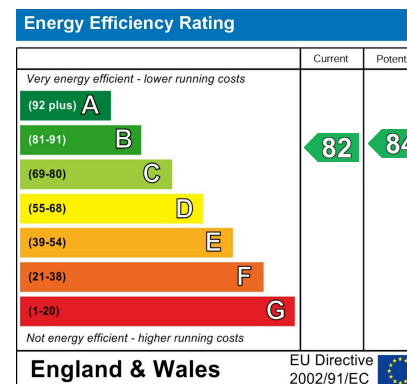 Energy Efficiency Rating
Current Potent
Very energy efficient - lower running costs
(92 plus) A
(81-91) B
82 84
(69-80) C
(55-68) D
(39-54) E
(21-38) F
(1-20) G
Not energy efficient - higher running costs
England & Wales
EU Directive
2002/91/EC